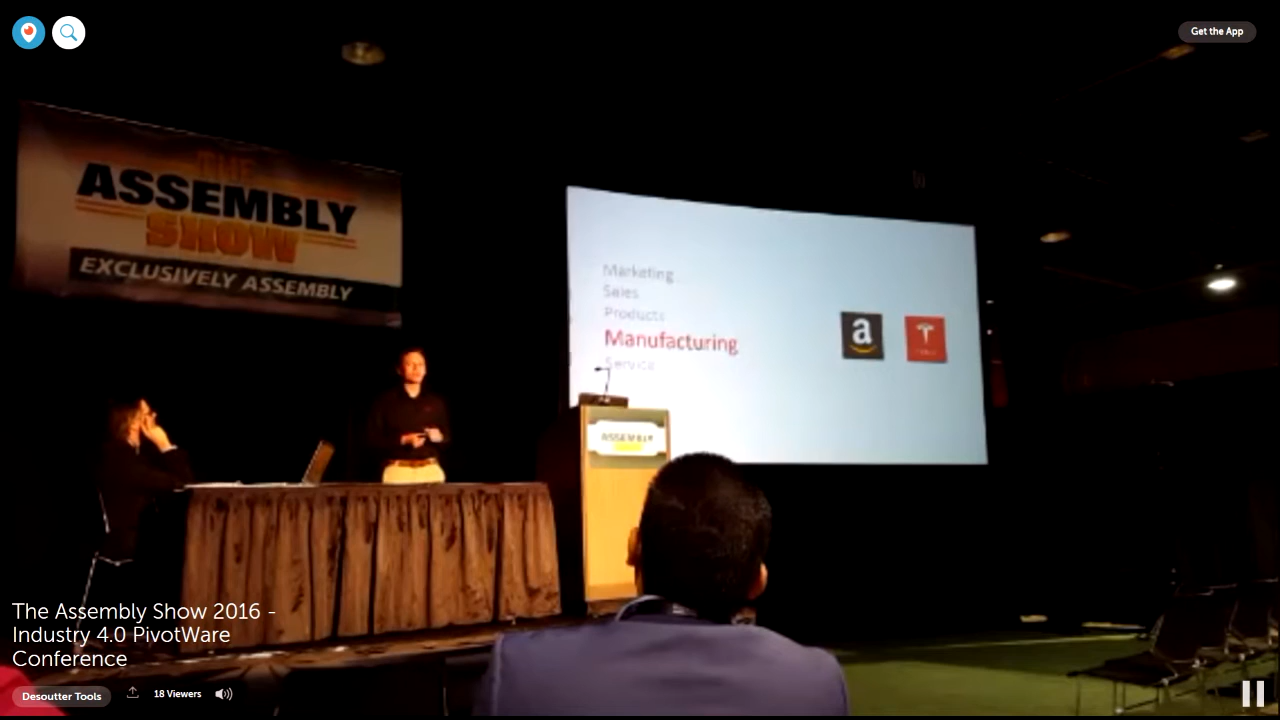 Get the App
THE
ASSEMBLY
SHOW
EXCLUSIVELY ASSEMBLY
Marketing
Sales
Products
Manufacturing
Service
a
ASSEMBLY
The Assembly Show 2016 -
Industry 4.0 PivotWare
Conference
Desoutter Tools
18 Viewers